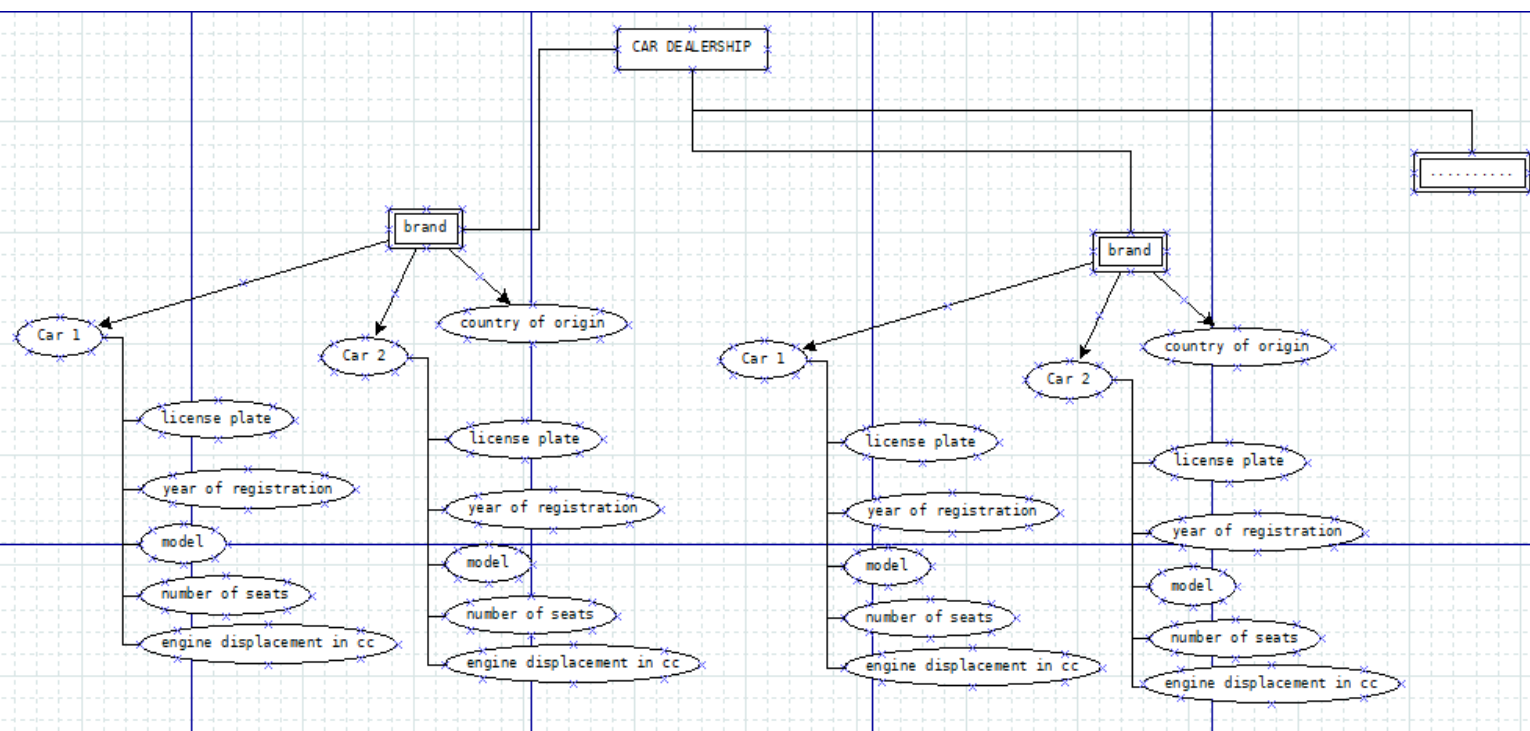 CAR DEALERSHIP
..........
brand
brand
Car 1
Car 2
country of origin
Car 1
Car 2
country of origin
license plate
year of registration
model
number of seats
engine displacement in cc
license plate
year of registration
model
number of seats
engine displacement in cc
license plate
year of registration
model
number of seats
engine displacement in cc
license plate
year of registration
model
number of seats
engine displacement in cc